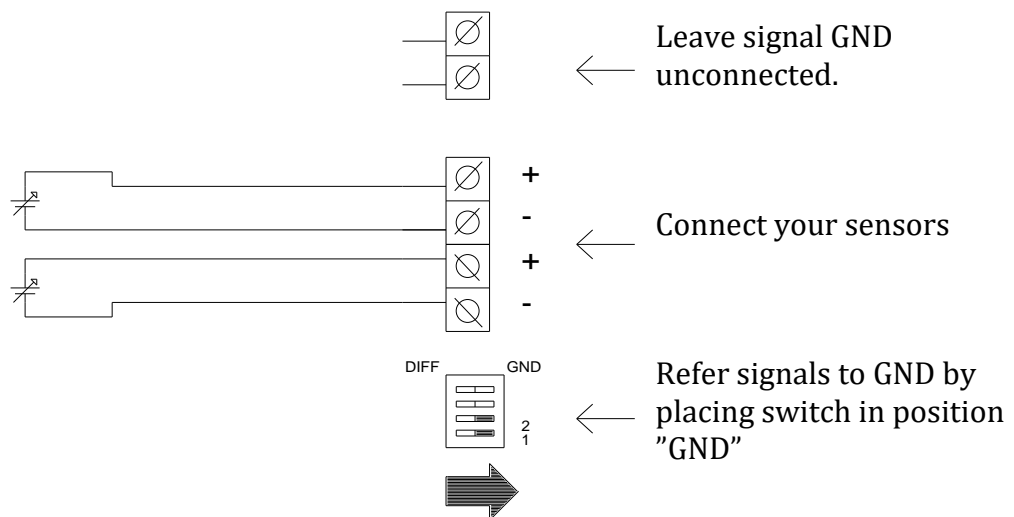 Leave signal GND
unconnected.
+
-
Connect your sensors
+
-
DIFF GND
Refer signals to GND by
placing switch in position
”GND”
2
1